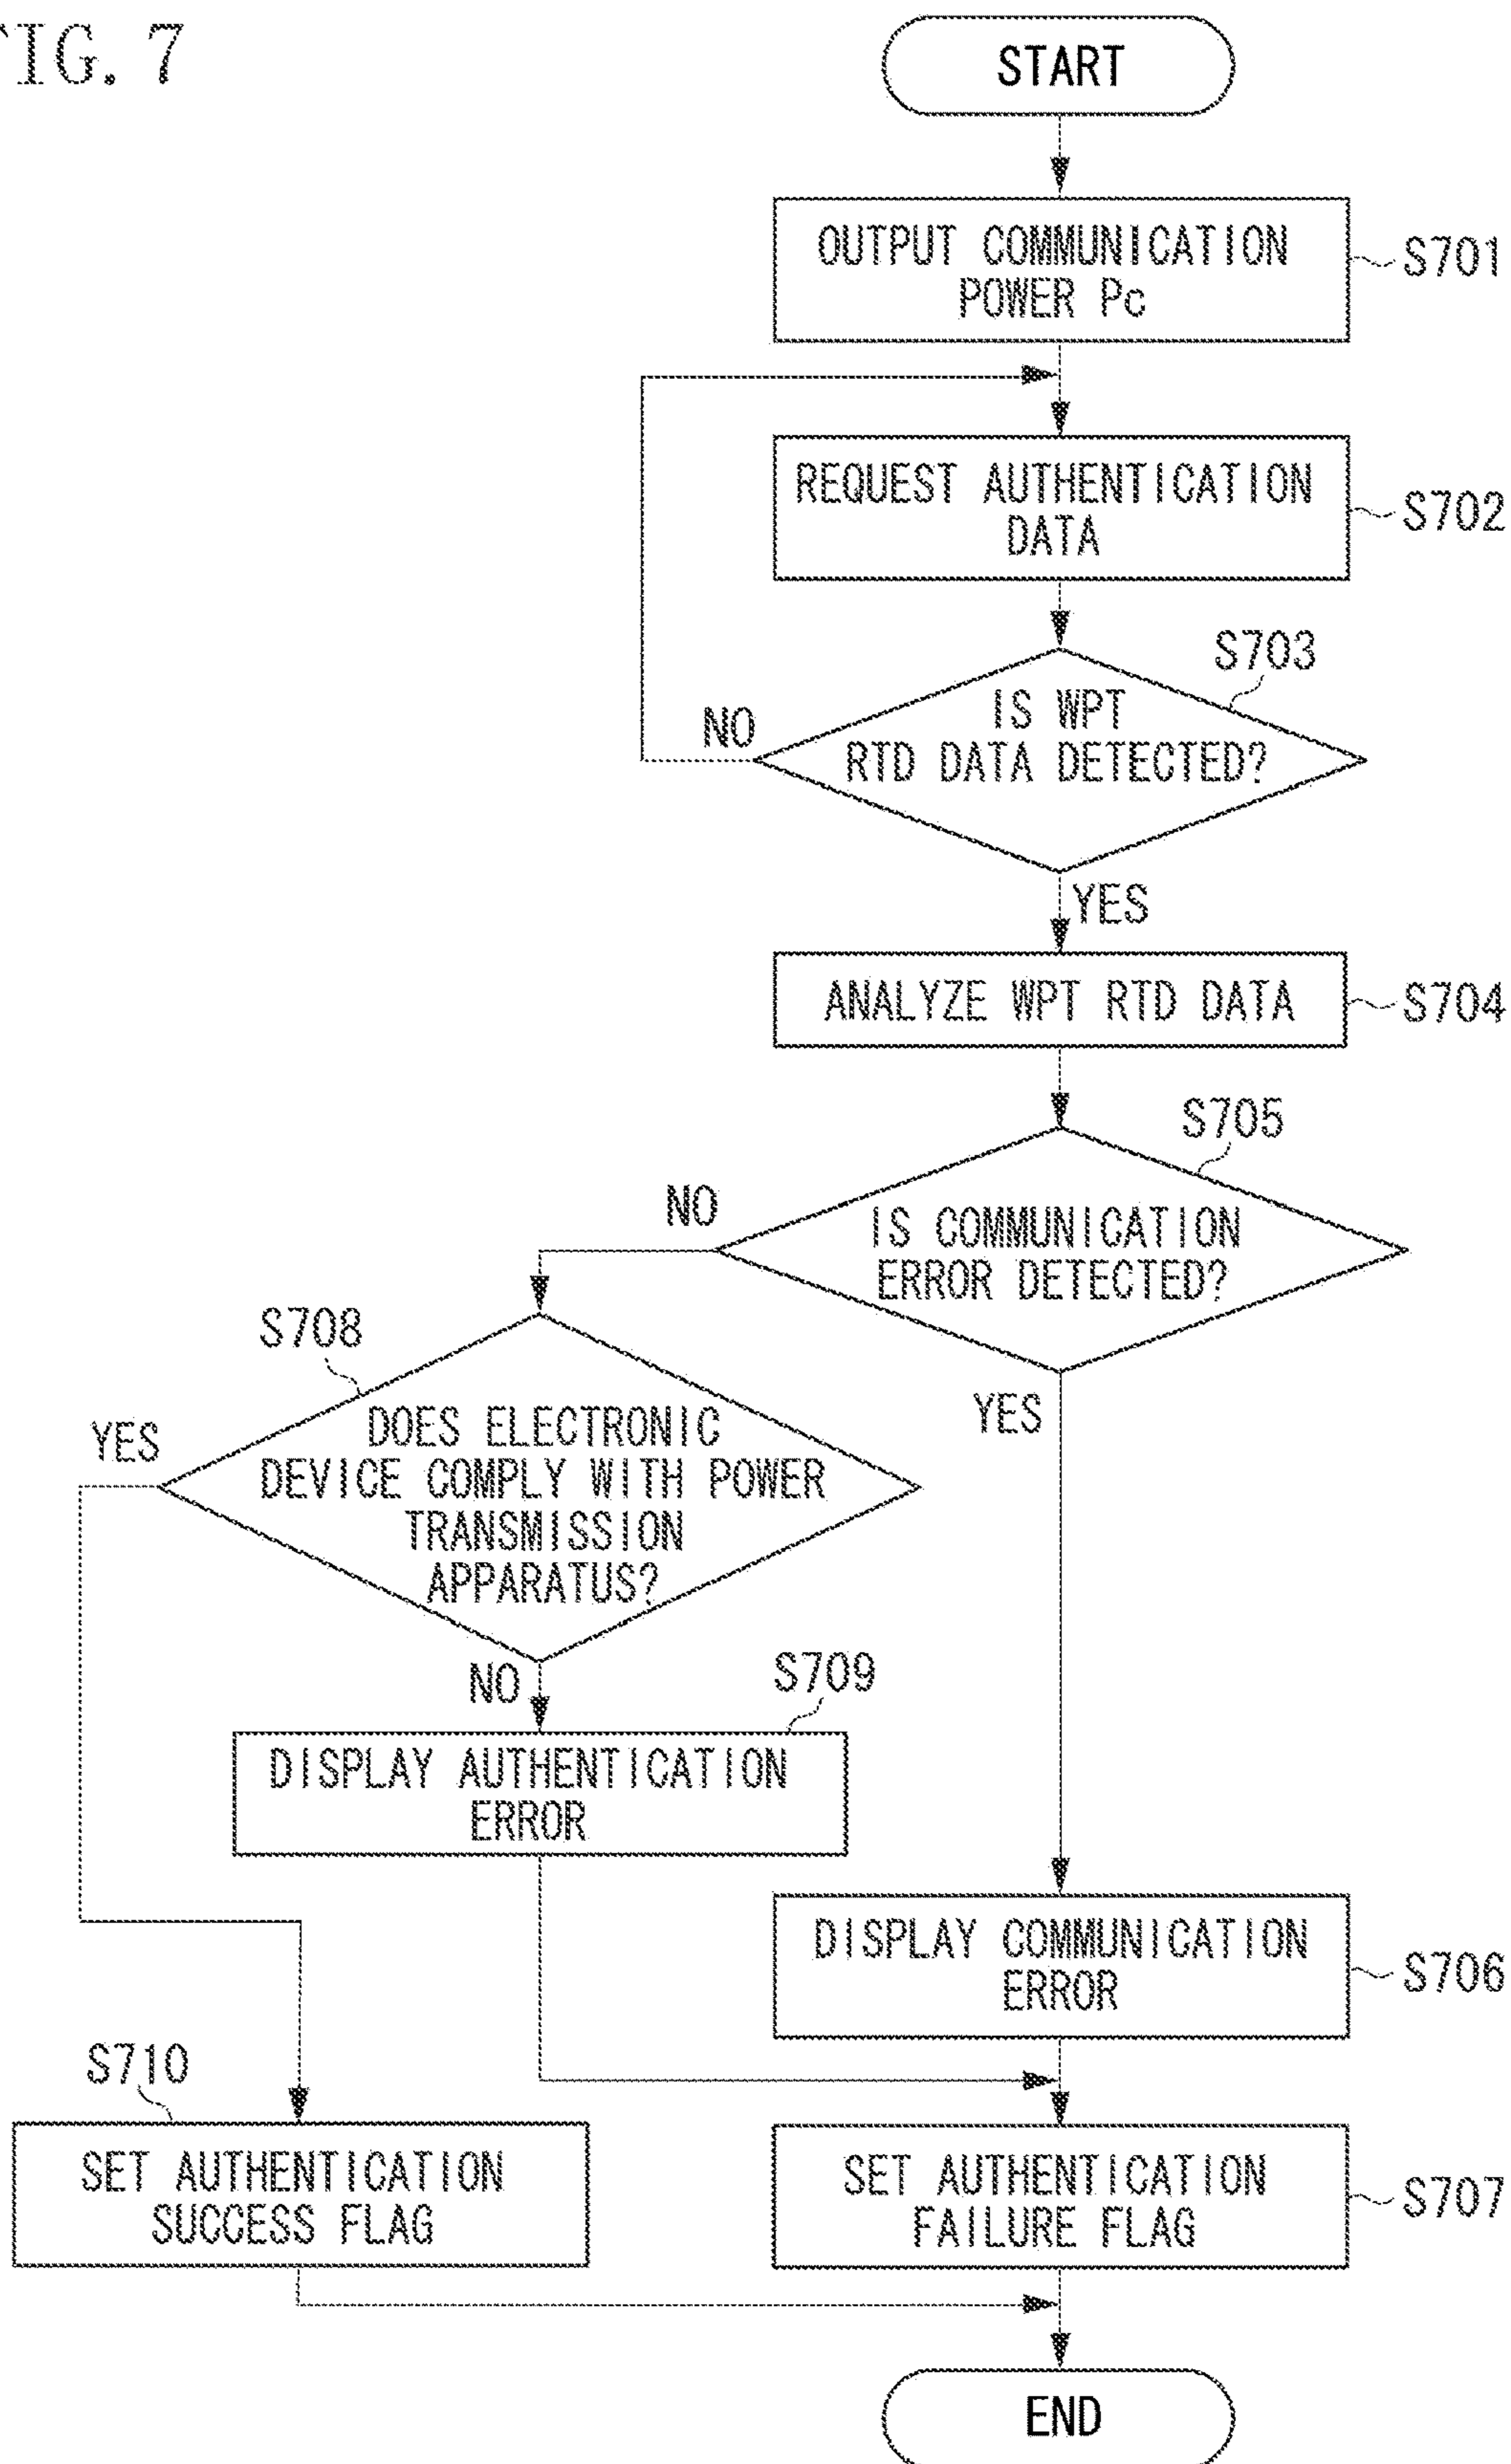 FIG. 7
START
OUTPUT COMMUNICATION
POWER Pc
S701
REQUEST AUTHENTICATION
DATA
S702
S703
IS WPT
RTD DATA DETECTED?
NO
YES
ANALYZE WPT RTD DATA
S704
S705
IS COMMUNICATION
ERROR DETECTED?
NO
YES
S708
DOES ELECTRONIC
DEVICE COMPLY WITH POWER
TRANSMISSION
APPARATUS?
YES
NO
S709
DISPLAY AUTHENTICATION
ERROR
DISPLAY COMMUNICATION
ERROR
S706
S710
SET AUTHENTICATION
SUCCESS FLAG
SET AUTHENTICATION
FAILURE FLAG
S707
END